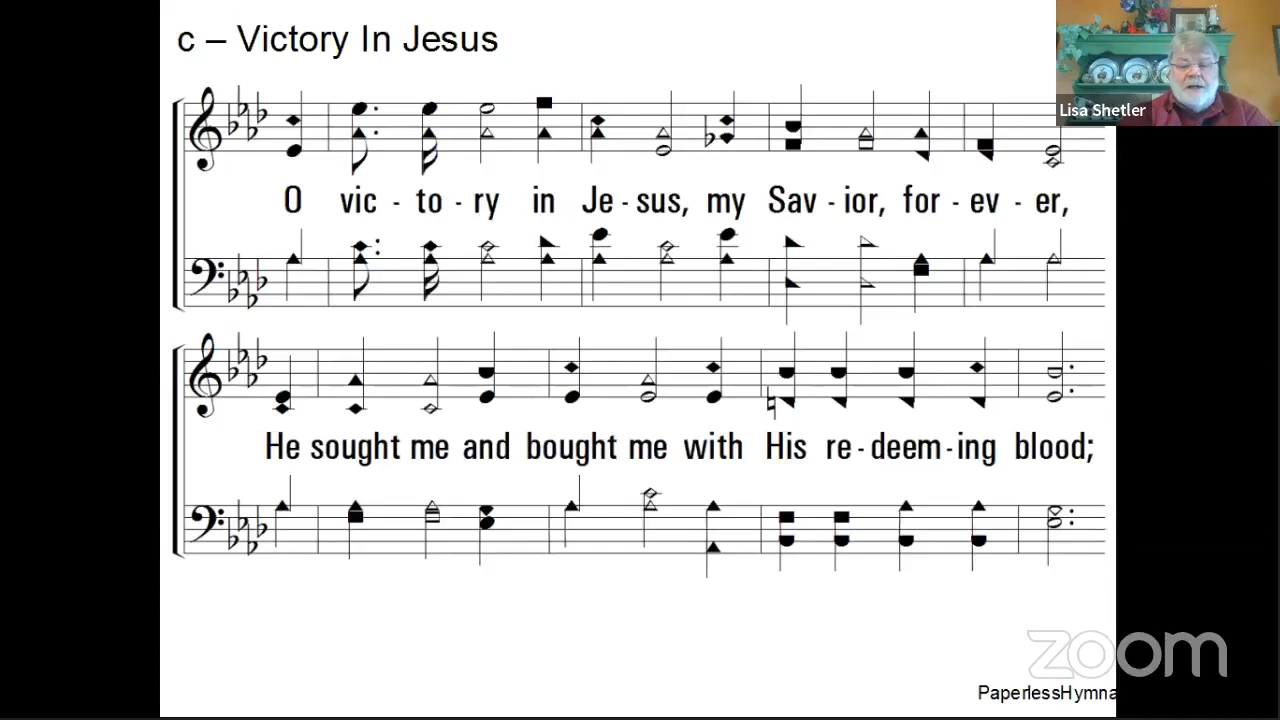 c – Victory In Jesus
Lisa Shetler
O vic - to - ry in Je - sus, my Sav - ior, for - ev - er,
He sought me and bought me with His re - deem - ing blood;
zoom
PaperlessHymna